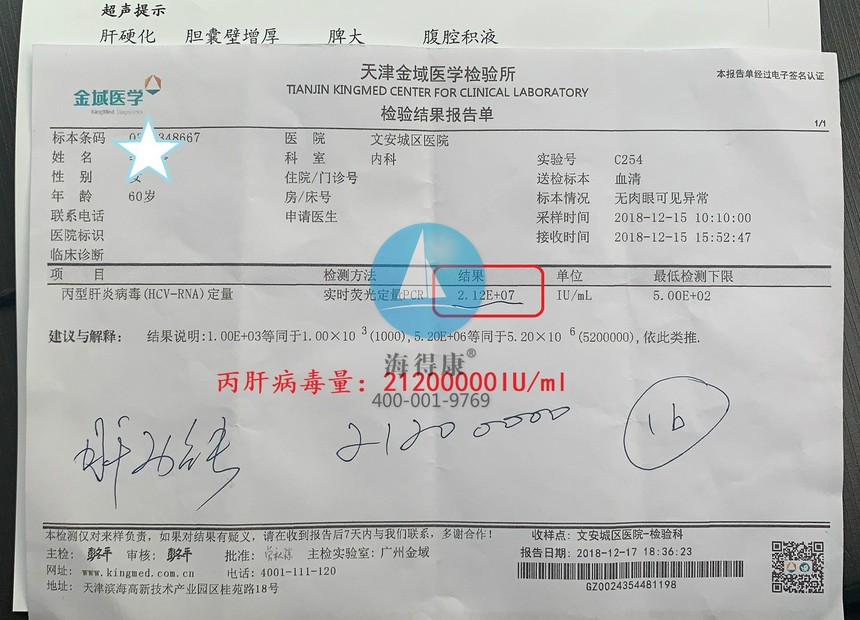 超声提示
肝硬化 胆囊壁增厚 脾大 腹腔积液
金域医学
KingMed Diagnostics
天津金域医学检验所
TIANJIN KINGMED CENTER FOR CLINICAL LABORATORY
检验结果报告单
本报告单经过电子签名认证
1/1
标本条码 348667 医 院 文安城区医院
姓 名 科 室 内科 实验号 C254
性 别 女 住院/门诊号 送检标本 血清
年 龄 60岁 房/床号 标本情况 无肉眼可见异常
联系电话 申请医生 采样时间 2018-12-15 10:10:00
医院标识 接收时间 2018-12-15 15:52:47
临床诊断
项 目 检测方法 结果 单位 最低检测下限
丙型肝炎病毒(HCV-RNA)定量 实时荧光定量PCR 2.12E+07 IU/mL 5.00E+02
建议与解释: 结果说明:1.00E+03等同于1.00×10 3(1000),5.20E+06等同于5.20×10 6(5200000),依此类推.
海得康®
丙肝病毒量：21200000IU/ml
400-001-9769
21200000 1b
本检测仅对来样负责，如果对结果有疑义，请在收到报告后7天内与我们联系，多谢合作！ 收样点: 文安城区医院-检验科
主检: 审核: 批准: 主检实验室: 广州金域 报告日期: 2018-12-17 18:36:23
网址: www.kingmed.com.cn 电话: 4001-111-120
GZ0024354481198
地址: 天津滨海高新技术产业园区桂苑路18号